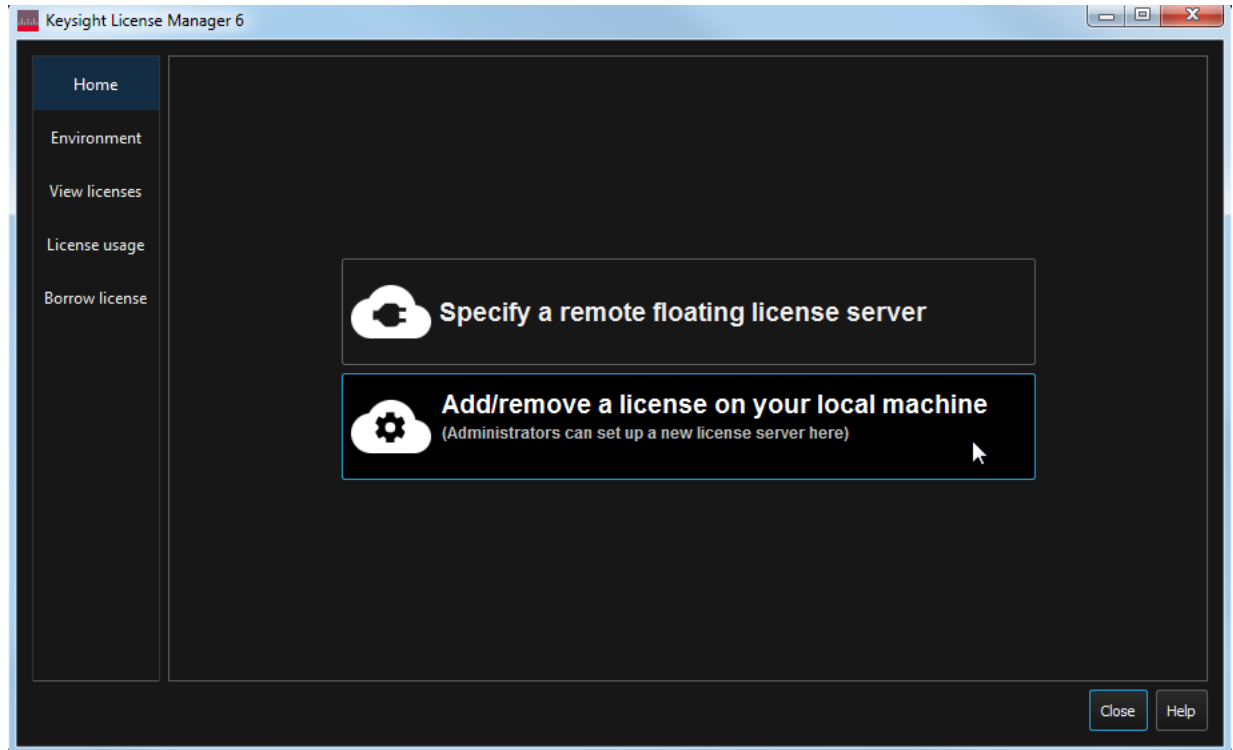 Keysight License Manager 6
Home
Environment
View licenses
License usage
Borrow license
Specify a remote floating license server
Add/remove a license on your local machine
(Administrators can set up a new license server here)
Close
Help